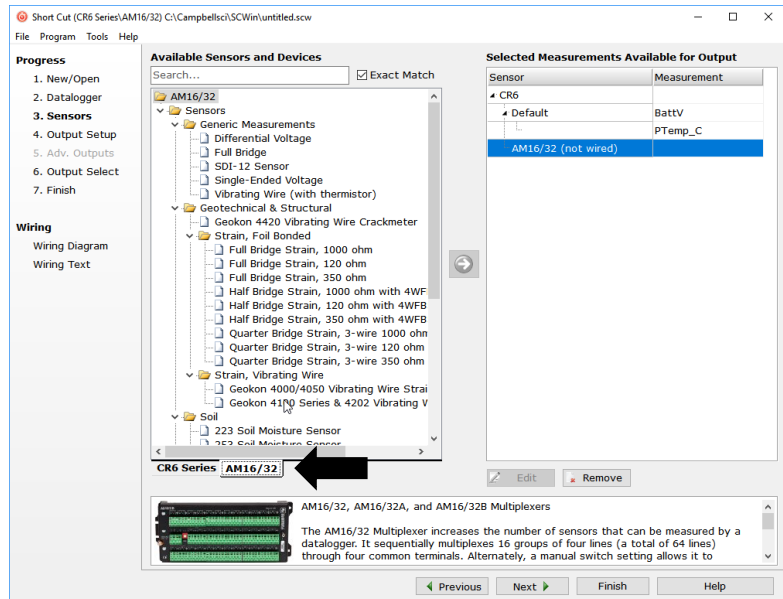 Short Cut (CR6 Series\AM16/32) C:\Campbellsci\SCWin\untitled.scw
File Program Tools Help
Progress
1. New/Open
2. Datalogger
3. Sensors
4. Output Setup
5. Adv. Outputs
6. Output Select
7. Finish
Wiring
Wiring Diagram
Wiring Text
Available Sensors and Devices
Search...
Exact Match
AM16/32
Sensors
Generic Measurements
Differential Voltage
Full Bridge
SDI-12 Sensor
Single-Ended Voltage
Vibrating Wire (with thermistor)
Geotechnical & Structural
Geokon 4420 Vibrating Wire Crackmeter
Strain, Foil Bonded
Full Bridge Strain, 1000 ohm
Full Bridge Strain, 120 ohm
Full Bridge Strain, 350 ohm
Half Bridge Strain, 1000 ohm with 4WF
Half Bridge Strain, 120 ohm with 4WFB
Half Bridge Strain, 350 ohm with 4WFB
Quarter Bridge Strain, 3-wire 1000 ohm
Quarter Bridge Strain, 3-wire 120 ohm
Quarter Bridge Strain, 3-wire 350 ohm
Strain, Vibrating Wire
Geokon 4000/4050 Vibrating Wire Strai
Geokon 4100 Series & 4202 Vibrating W
Soil
223 Soil Moisture Sensor
253 Soil Moisture Sensor
CR6 Series AM16/32
Selected Measurements Available for Output
Sensor Measurement
CR6
Default BattV
PTemp_C
AM16/32 (not wired)
Edit Remove
AM16/32, AM16/32A, and AM16/32B Multiplexers
The AM16/32 Multiplexer increases the number of sensors that can be measured by a
datalogger. It sequentially multiplexes 16 groups of four lines (a total of 64 lines)
through four common terminals. Alternately, a manual switch setting allows it to
Previous Next Finish Help